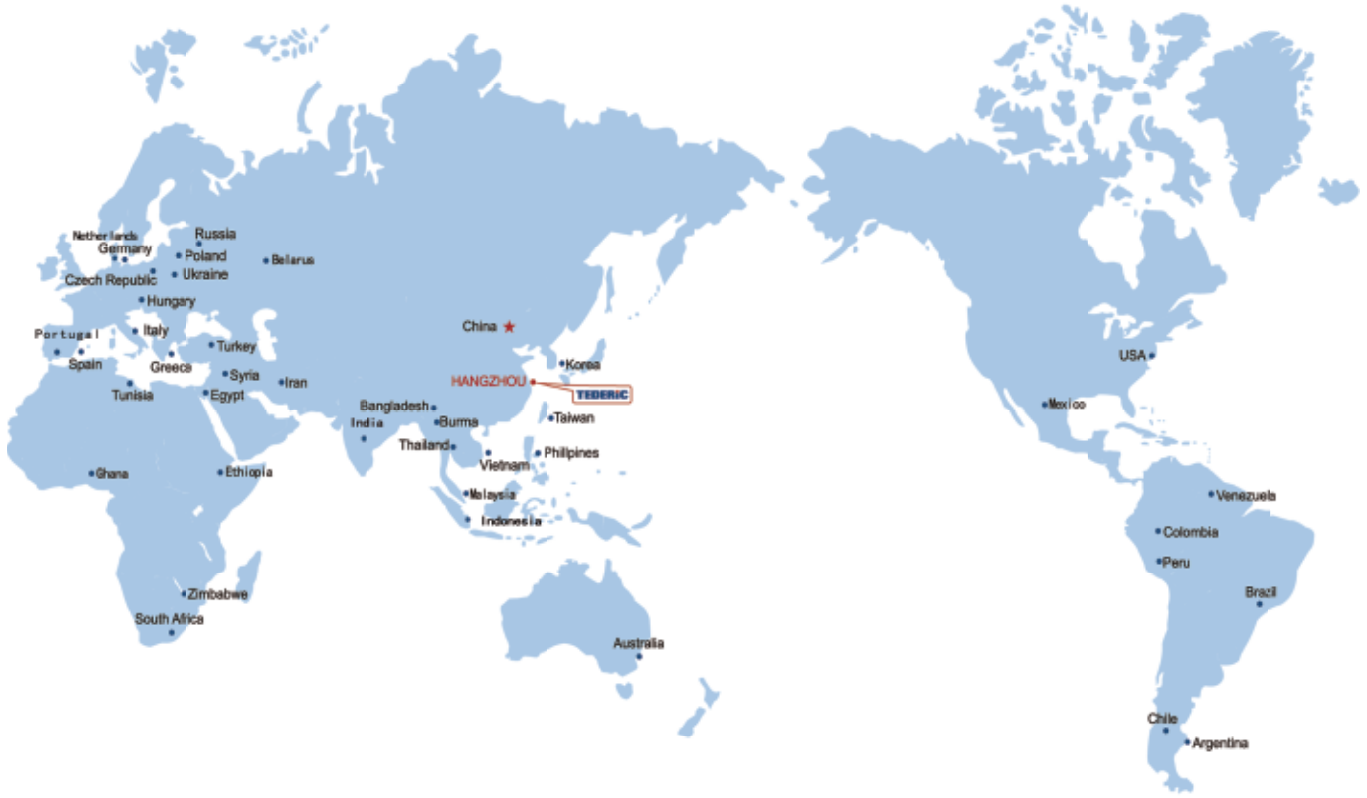 Netherlands
Germany
Russia
Poland
Belarus
Czech Republic
Ukraine
Hungary
China
Portugal
Italy
Turkey
Spain
Greece
Korea
USA
Syria
Iran
HANGZHOU
TEDERIC
Tunisia
Egypt
Bangladesh
India
Burma
Taiwan
Mexico
Thailand
Vietnam
Phillpines
Ghana
Ethiopia
Malaysia
Venezuela
Indonesia
Colombia
Peru
Zimbabwe
Brazil
South Africa
Australia
Chile
Argentina